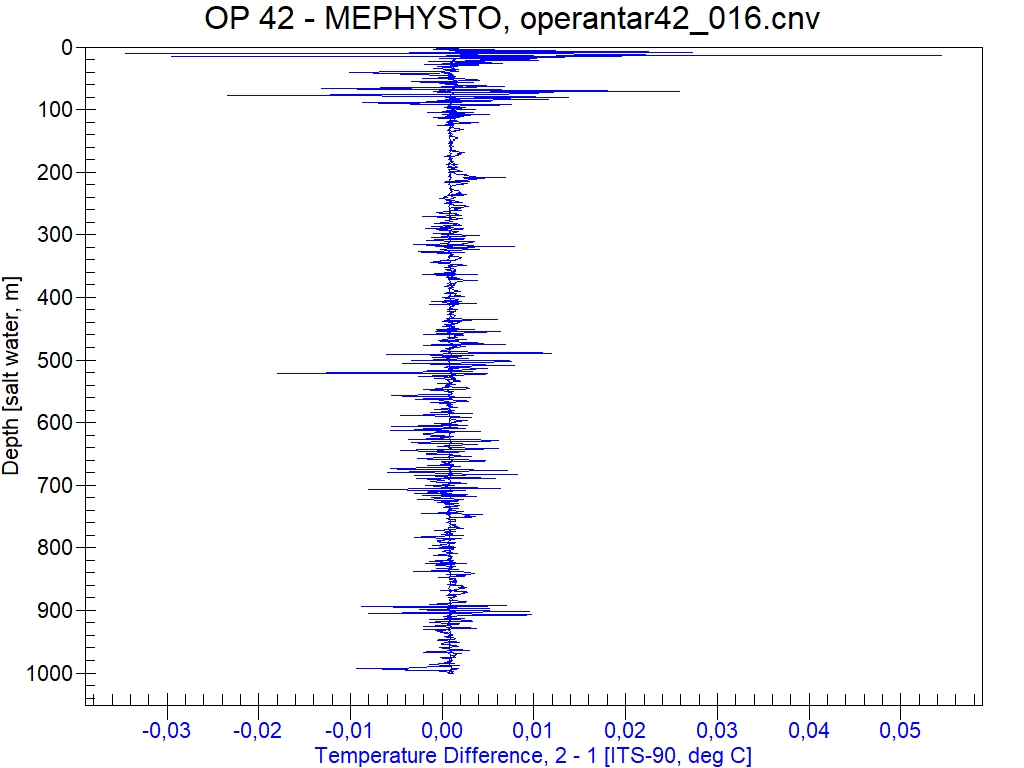 OP 42 - MEPHYSTO, operantar42_016.cnv
0
100
200
300
400
500
600
700
800
900
1000
Depth [salt water, m]
-0,03 -0,02 -0,01 0,00 0,01 0,02 0,03 0,04 0,05
Temperature Difference, 2 - 1 [ITS-90, deg C]